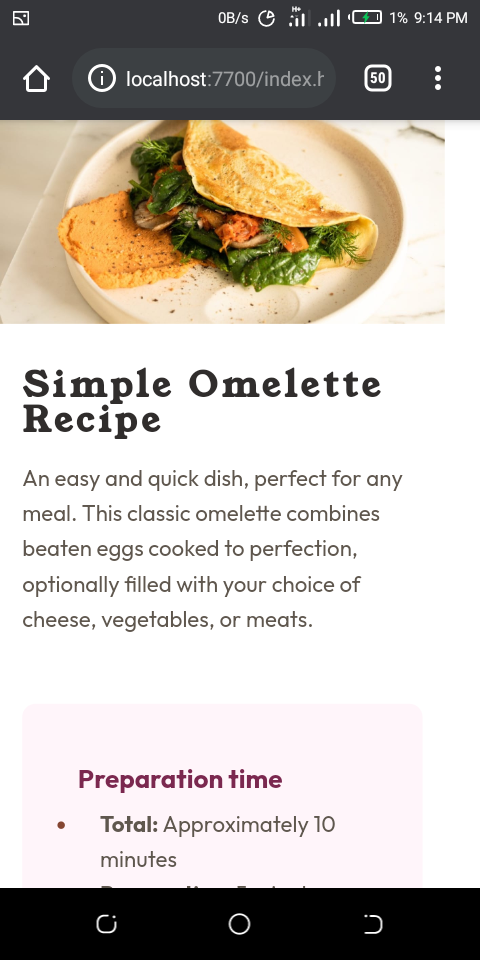 0B/s H+ 1% 9:14 PM
localhost:7700/index.h
50
Simple Omelette
Recipe
An easy and quick dish, perfect for any
meal. This classic omelette combines
beaten eggs cooked to perfection,
optionally filled with your choice of
cheese, vegetables, or meats.
Preparation time
• Total: Approximately 10
minutes